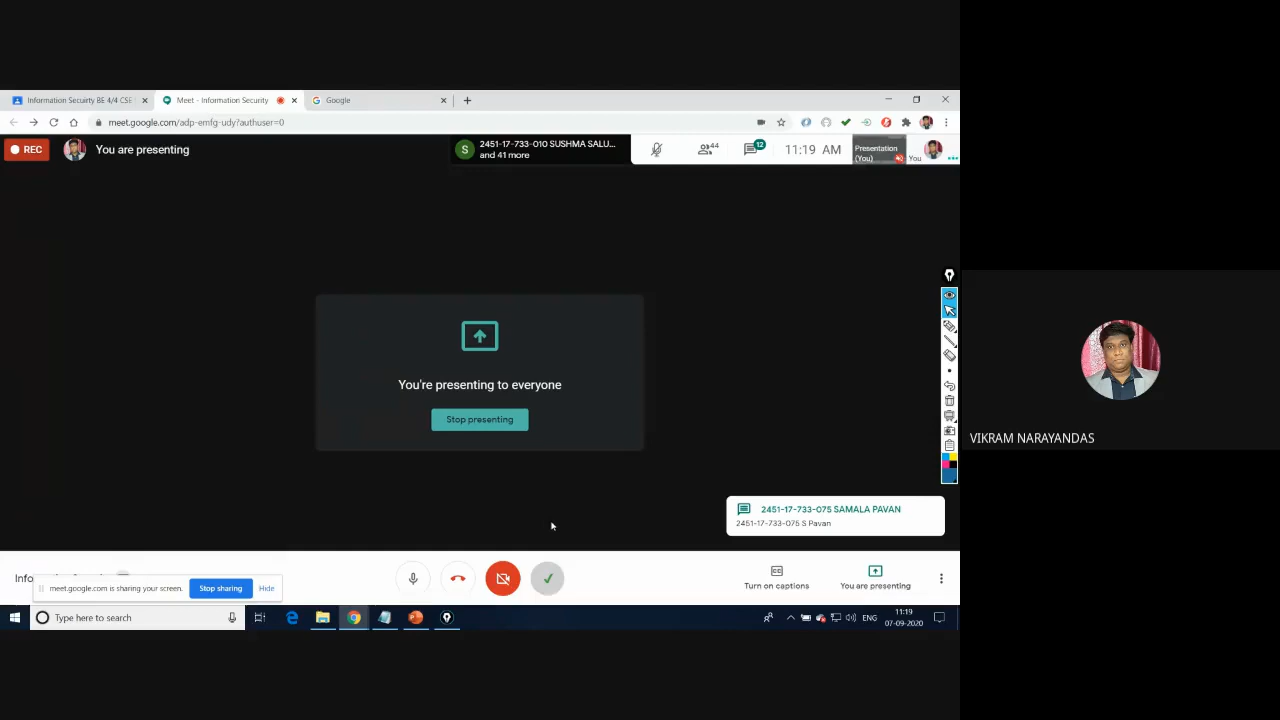 Information Secuirty BE 4/4 CSE
Meet - Information Security
Google
meet.google.com/adp-emfg-udy?authuser=0
REC
You are presenting
S
2451-17-733-010 SUSHMA SALU...
and 41 more
44
12
11:19 AM
Presentation
(You)
You
You're presenting to everyone
Stop presenting
VIKRAM NARAYANDAS
2451-17-733-075 SAMALA PAVAN
2451-17-733-075 S Pavan
Info
meet.google.com is sharing your screen.
Stop sharing
Hide
Turn on captions
You are presenting
Type here to search
ENG
11:19
07-09-2020